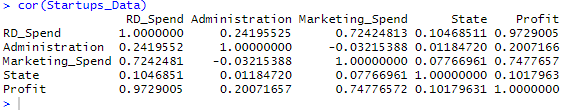 > cor(Startups_Data)
RD_Spend Administration Marketing_Spend State Profit
RD_Spend 1.0000000 0.24195525 0.72424813 0.10468511 0.9729005
Administration 0.2419552 1.00000000 -0.03215388 0.01184720 0.2007166
Marketing_Spend 0.7242481 -0.03215388 1.00000000 0.07766961 0.7477657
State 0.1046851 0.01184720 0.07766961 1.00000000 0.1017963
Profit 0.9729005 0.20071657 0.74776572 0.10179631 1.0000000
>